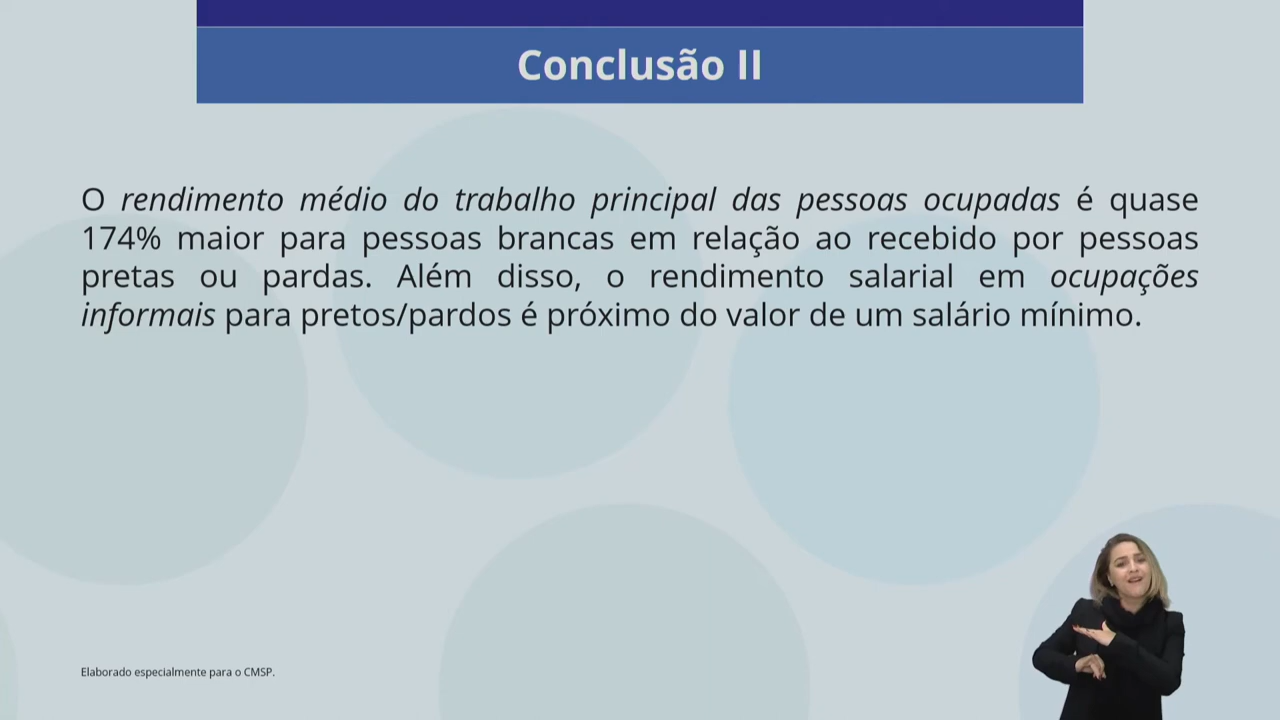 Conclusão II
O rendimento médio do trabalho principal das pessoas ocupadas é quase
174% maior para pessoas brancas em relação ao recebido por pessoas
pretas ou pardas. Além disso, o rendimento salarial em ocupações
informais para pretos/pardos é próximo do valor de um salário mínimo.
Elaborado especialmente para o CMSP.